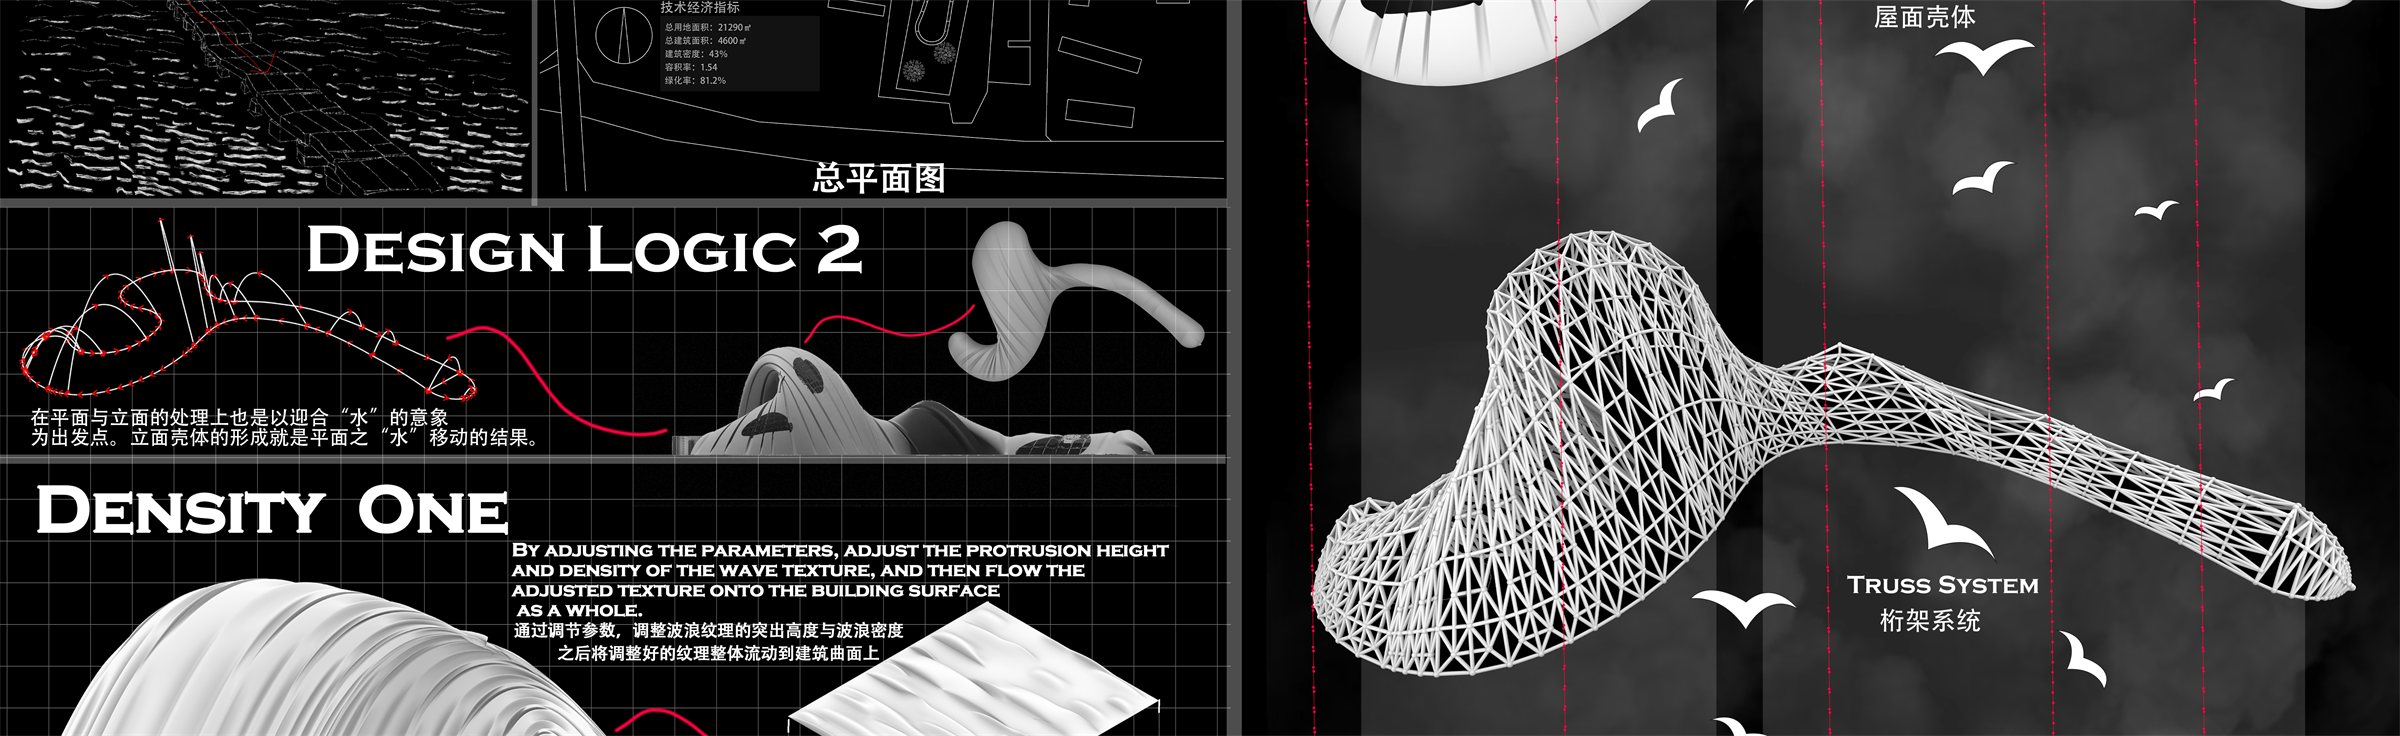 技术经济指标
总用地面积：21290㎡
总建筑面积：4600㎡
建筑密度：43%
容积率：1.54
绿化率：81.2%
总平面图
DESIGN LOGIC 2
在平面与立面的处理上也是以迎合“水”的意象
为出发点。立面壳体的形成就是平面之“水”移动的结果。
DENSITY ONE
BY ADJUSTING THE PARAMETERS, ADJUST THE PROTRUSION HEIGHT
AND DENSITY OF THE WAVE TEXTURE, AND THEN FLOW THE
ADJUSTED TEXTURE ONTO THE BUILDING SURFACE
AS A WHOLE.
通过调节参数，调整波浪纹理的突出高度与波浪密度
之后将调整好的纹理整体流动到建筑曲面上
屋面壳体
TRUSS SYSTEM
桁架系统